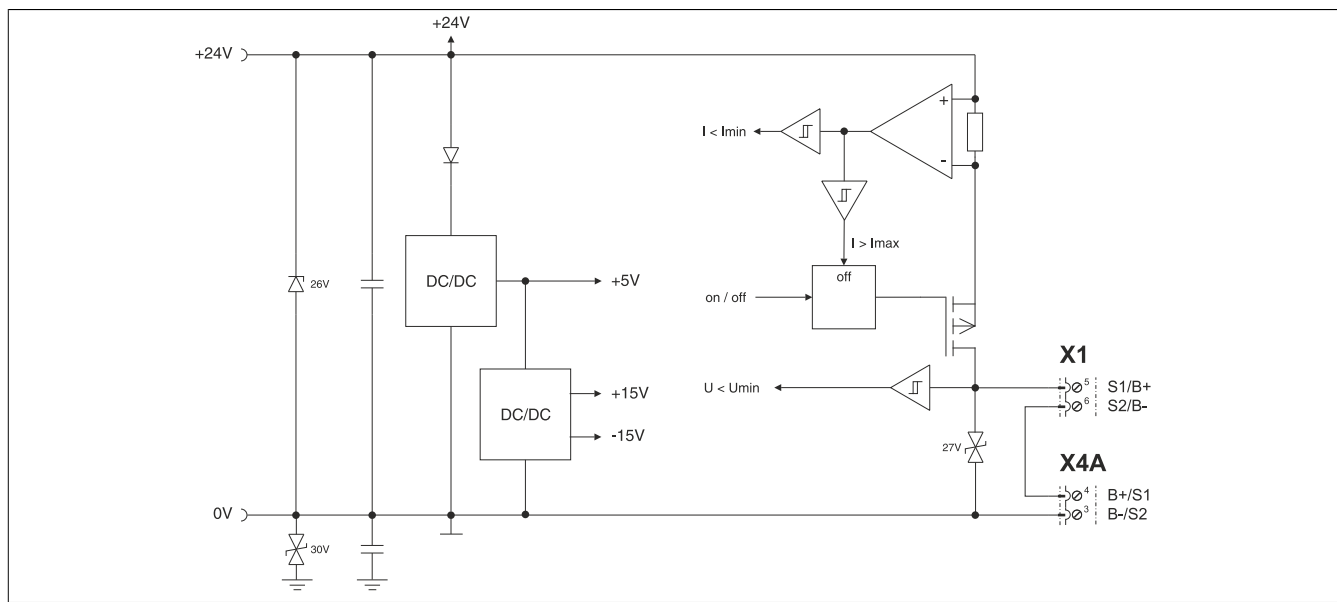 +24V
+24V
+
I < Imin
-
I > Imax
26V
DC/DC
+5V
off
on / off
X1
U < Umin
5 S1/B+
6 S2/B-
DC/DC
+15V
-15V
27V
X4A
4 B+/S1
0V
3 B-/S2
30V